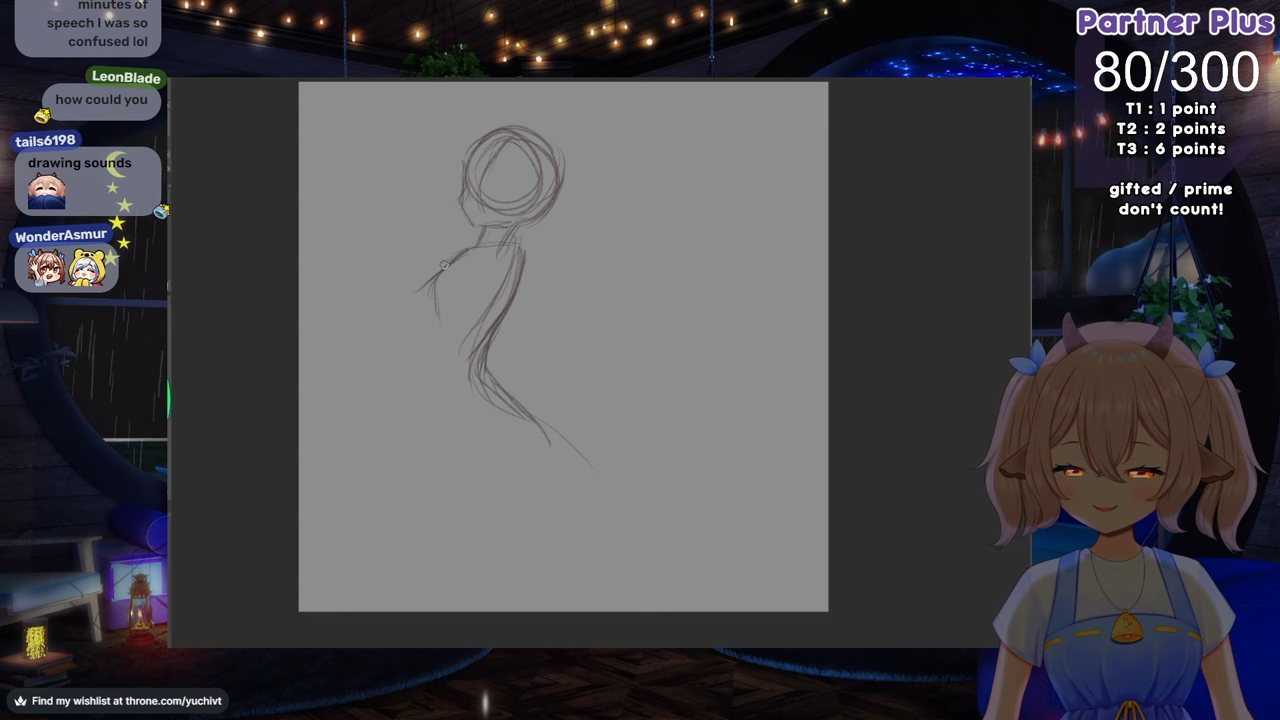 minutes of
speech I was so
confused lol
LeonBlade
how could you
tails6198
drawing sounds
WonderAsmur
Partner Plus
80/300
T1 : 1 point
T2 : 2 points
T3 : 6 points
gifted / prime
don't count!
Find my wishlist at throne.com/yuchivt